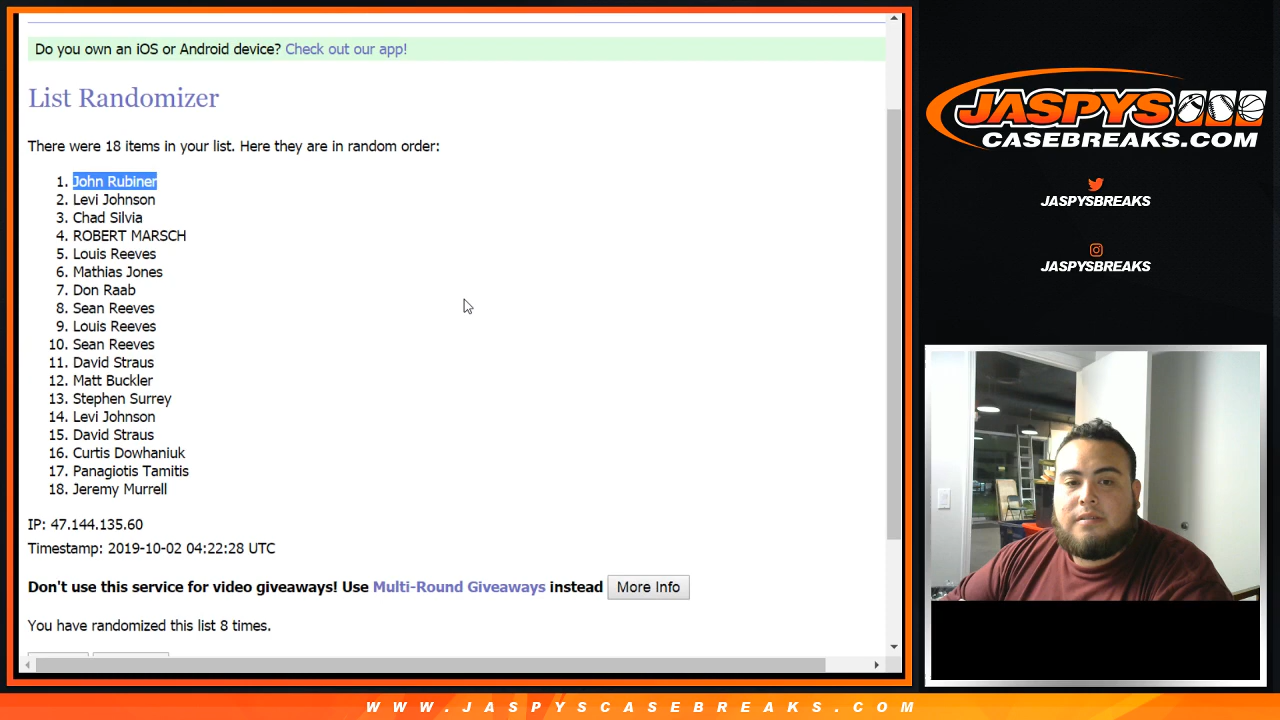 Do you own an iOS or Android device? Check out our app!
List Randomizer
There were 18 items in your list. Here they are in random order:
1. John Rubiner
2. Levi Johnson
3. Chad Silvia
4. ROBERT MARSCH
5. Louis Reeves
6. Mathias Jones
7. Don Raab
8. Sean Reeves
9. Louis Reeves
10. Sean Reeves
11. David Straus
12. Matt Buckler
13. Stephen Surrey
14. Levi Johnson
15. David Straus
16. Curtis Dowhaniuk
17. Panagiotis Tamitis
18. Jeremy Murrell
IP: 47.144.135.60
Timestamp: 2019-10-02 04:22:28 UTC
Don't use this service for video giveaways! Use Multi-Round Giveaways instead More Info
You have randomized this list 8 times.
JASPYS
CASEBREAKS.COM
JASPYSBREAKS
JASPYSBREAKS
WWW.JASPYSCASEBREAKS.COM